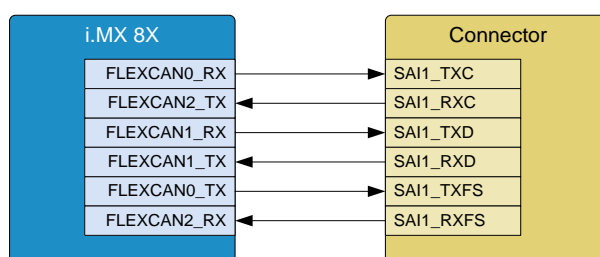 i.MX 8X Connector
FLEXCAN0_RX SAI1_TXC
FLEXCAN2_TX SAI1_RXC
FLEXCAN1_RX SAI1_TXD
FLEXCAN1_TX SAI1_RXD
FLEXCAN0_TX SAI1_TXFS
FLEXCAN2_RX SAI1_RXFS